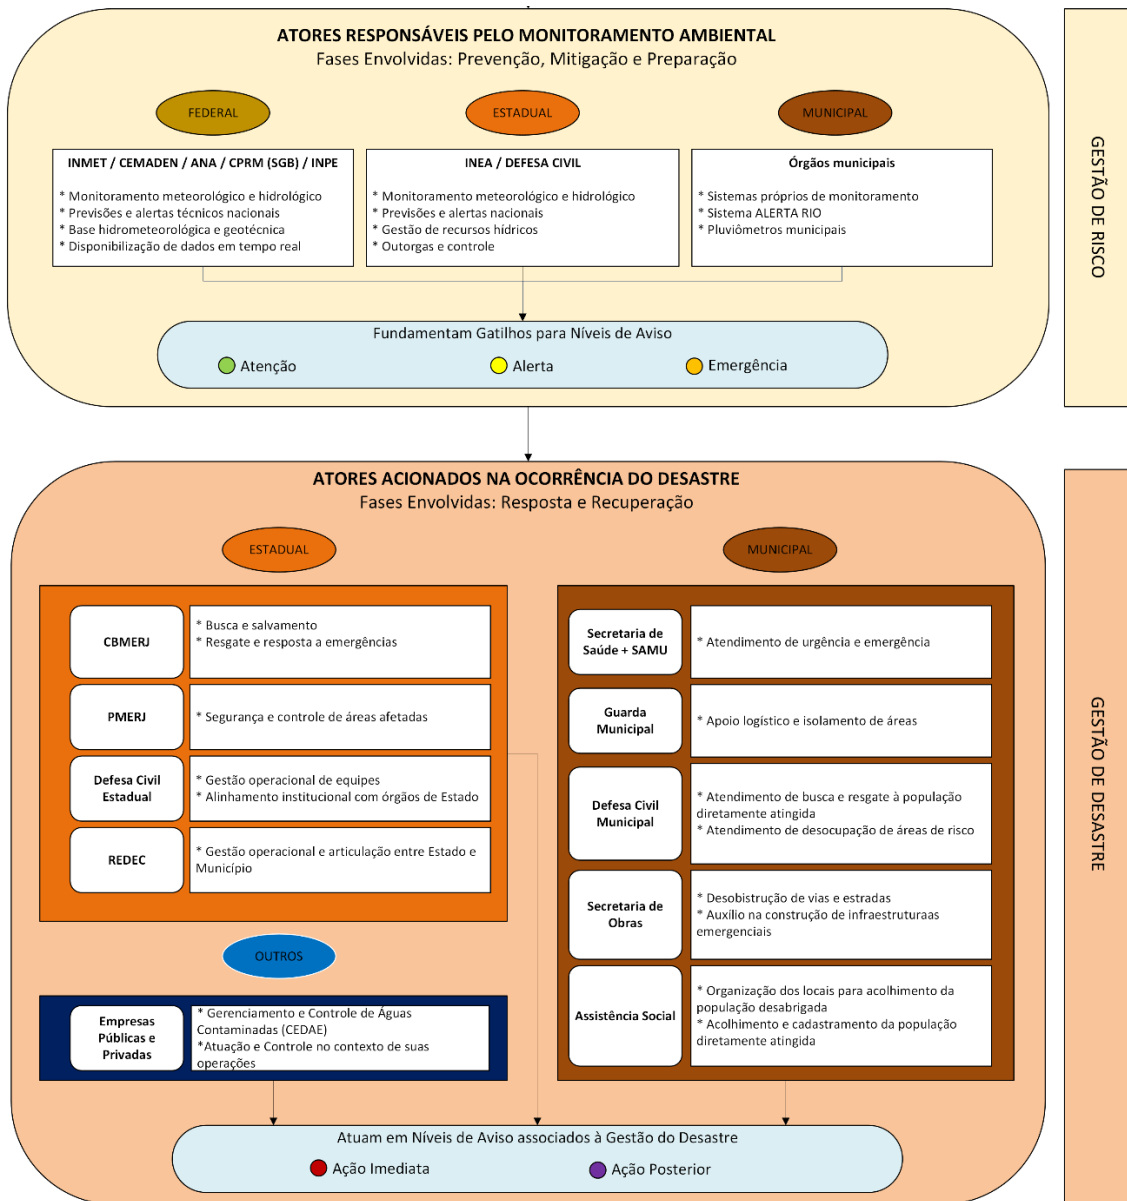 ATORES RESPONSÁVEIS PELO MONITORAMENTO AMBIENTAL
Fases Envolvidas: Prevenção, Mitigação e Preparação
FEDERAL
INMET / CEMADEN / ANA / CPRM (SGB) / INPE
* Monitoramento meteorológico e hidrológico
* Previsões e alertas técnicos nacionais
* Base hidrometeorológica e geotécnica
* Disponibilização de dados em tempo real
ESTADUAL
INEA / DEFESA CIVIL
* Monitoramento meteorológico e hidrológico
* Previsões e alertas nacionais
* Gestão de recursos hídricos
* Outorgas e controle
MUNICIPAL
Órgãos municipais
* Sistemas próprios de monitoramento
* Sistema ALERTA RIO
* Pluviômetros municipais
Fundamentam Gatilhos para Níveis de Aviso
Atenção
Alerta
Emergência
GESTÃO DE RISCO
ATORES ACIONADOS NA OCORRÊNCIA DO DESASTRE
Fases Envolvidas: Resposta e Recuperação
ESTADUAL
CBMERJ
* Busca e salvamento
* Resgate e resposta a emergências
PMERJ
* Segurança e controle de áreas afetadas
Defesa Civil
Estadual
* Gestão operacional de equipes
* Alinhamento institucional com órgãos de Estado
REDEC
* Gestão operacional e articulação entre Estado e
Município
OUTROS
Empresas
Públicas e
Privadas
* Gerenciamento e Controle de Águas
Contaminadas (CEDAE)
*Atuação e Controle no contexto de suas
operações
MUNICIPAL
Secretaria de
Saúde + SAMU
* Atendimento de urgência e emergência
Guarda
Municipal
* Apoio logístico e isolamento de áreas
Defesa Civil
Municipal
* Atendimento de busca e resgate à população
diretamente atingida
* Atendimento de desocupação de áreas de risco
Secretaria de
Obras
* Desobistrução de vias e estradas
* Auxílio na construção de infraestruturaas
emergenciais
Assistência Social
* Organização dos locais para acolhimento da
população desabrigada
* Acolhimento e cadastramento da população
diretamente atingida
Atuam em Níveis de Aviso associados à Gestão do Desastre
Ação Imediata
Ação Posterior
GESTÃO DE DESASTRE